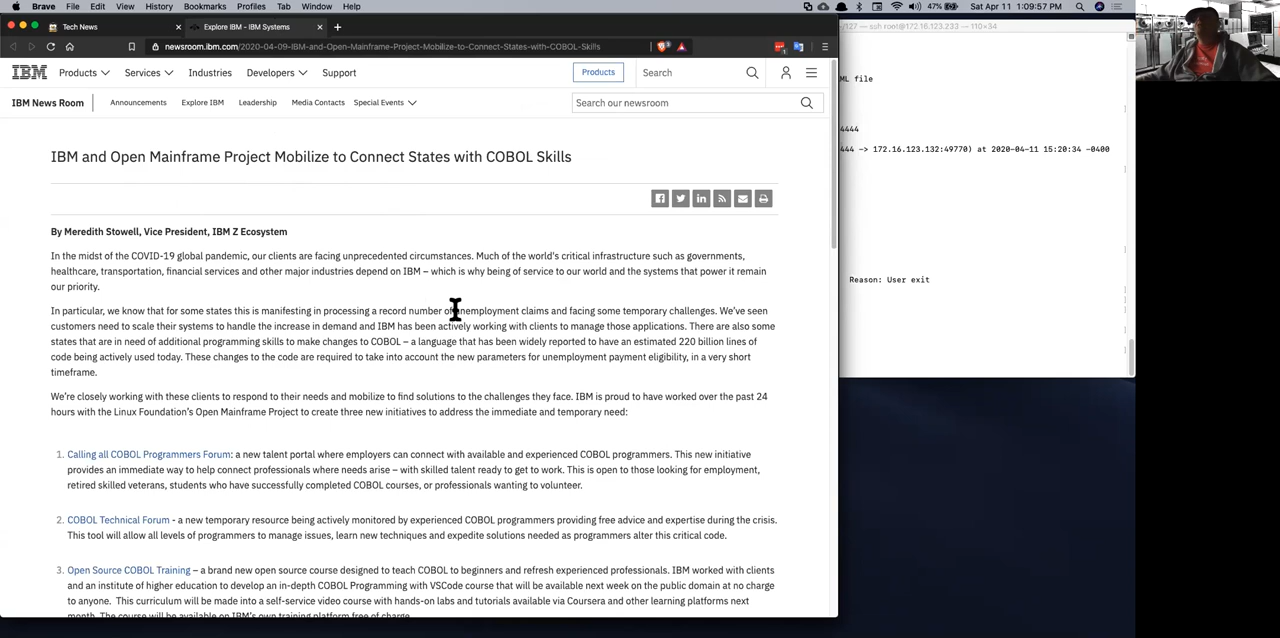 Brave File Edit View History Bookmarks Profiles Tab Window Help 47% Sat Apr 11 1:09:57 PM
Tech News × Explore IBM - IBM Systems × +
newsroom.ibm.com/2020-04-09-IBM-and-Open-Mainframe-Project-Mobilize-to-Connect-States-with-COBOL-Skills
IBM Products Services Industries Developers Support Products Search
IBM News Room Announcements Explore IBM Leadership Media Contacts Special Events Search our newsroom
IBM and Open Mainframe Project Mobilize to Connect States with COBOL Skills
By Meredith Stowell, Vice President, IBM Z Ecosystem
In the midst of the COVID-19 global pandemic, our clients are facing unprecedented circumstances. Much of the world's critical infrastructure such as governments,
healthcare, transportation, financial services and other major industries depend on IBM – which is why being of service to our world and the systems that power it remain
our priority.
In particular, we know that for some states this is manifesting in processing a record number of unemployment claims and facing some temporary challenges. We've seen
customers need to scale their systems to handle the increase in demand and IBM has been actively working with clients to manage those applications. There are also some
states that are in need of additional programming skills to make changes to COBOL – a language that has been widely reported to have an estimated 220 billion lines of
code being actively used today. These changes to the code are required to take into account the new parameters for unemployment payment eligibility, in a very short
timeframe.
We're closely working with these clients to respond to their needs and mobilize to find solutions to the challenges they face. IBM is proud to have worked over the past 24
hours with the Linux Foundation's Open Mainframe Project to create three new initiatives to address the immediate and temporary need:
1. Calling all COBOL Programmers Forum: a new talent portal where employers can connect with available and experienced COBOL programmers. This new initiative
provides an immediate way to help connect professionals where needs arise – with skilled talent ready to get to work. This is open to those looking for employment,
retired skilled veterans, students who have successfully completed COBOL courses, or professionals wanting to volunteer.
2. COBOL Technical Forum - a new temporary resource being actively monitored by experienced COBOL programmers providing free advice and expertise during the crisis.
This tool will allow all levels of programmers to manage issues, learn new techniques and expedite solutions needed as programmers alter this critical code.
3. Open Source COBOL Training – a brand new open source course designed to teach COBOL to beginners and refresh experienced professionals. IBM worked with clients
and an institute of higher education to develop an in-depth COBOL Programming with VSCode course that will be available next week on the public domain at no charge
to anyone. This curriculum will be made into a self-service video course with hands-on labs and tutorials available via Coursera and other learning platforms next
month. The course will be available on IBM's own training platform free of charge.
/127 — ssh root@172.16.123.233 — 110×34
ML file
4444
444 -> 172.16.123.132:49770) at 2020-04-11 15:20:34 -0400
Reason: User exit